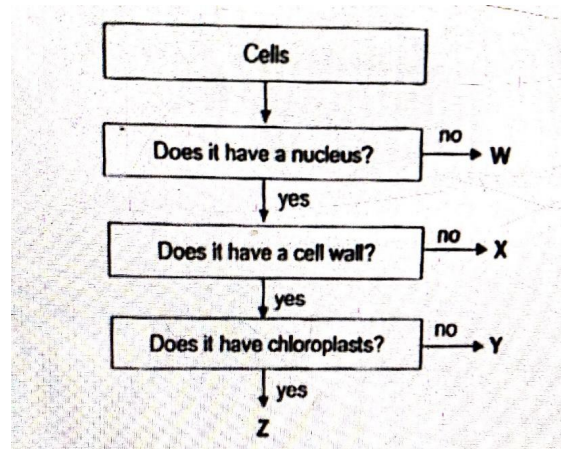 Cells
Does it have a nucleus?
no
W
yes
Does it have a cell wall?
no
X
yes
Does it have chloroplasts?
no
Y
yes
Z